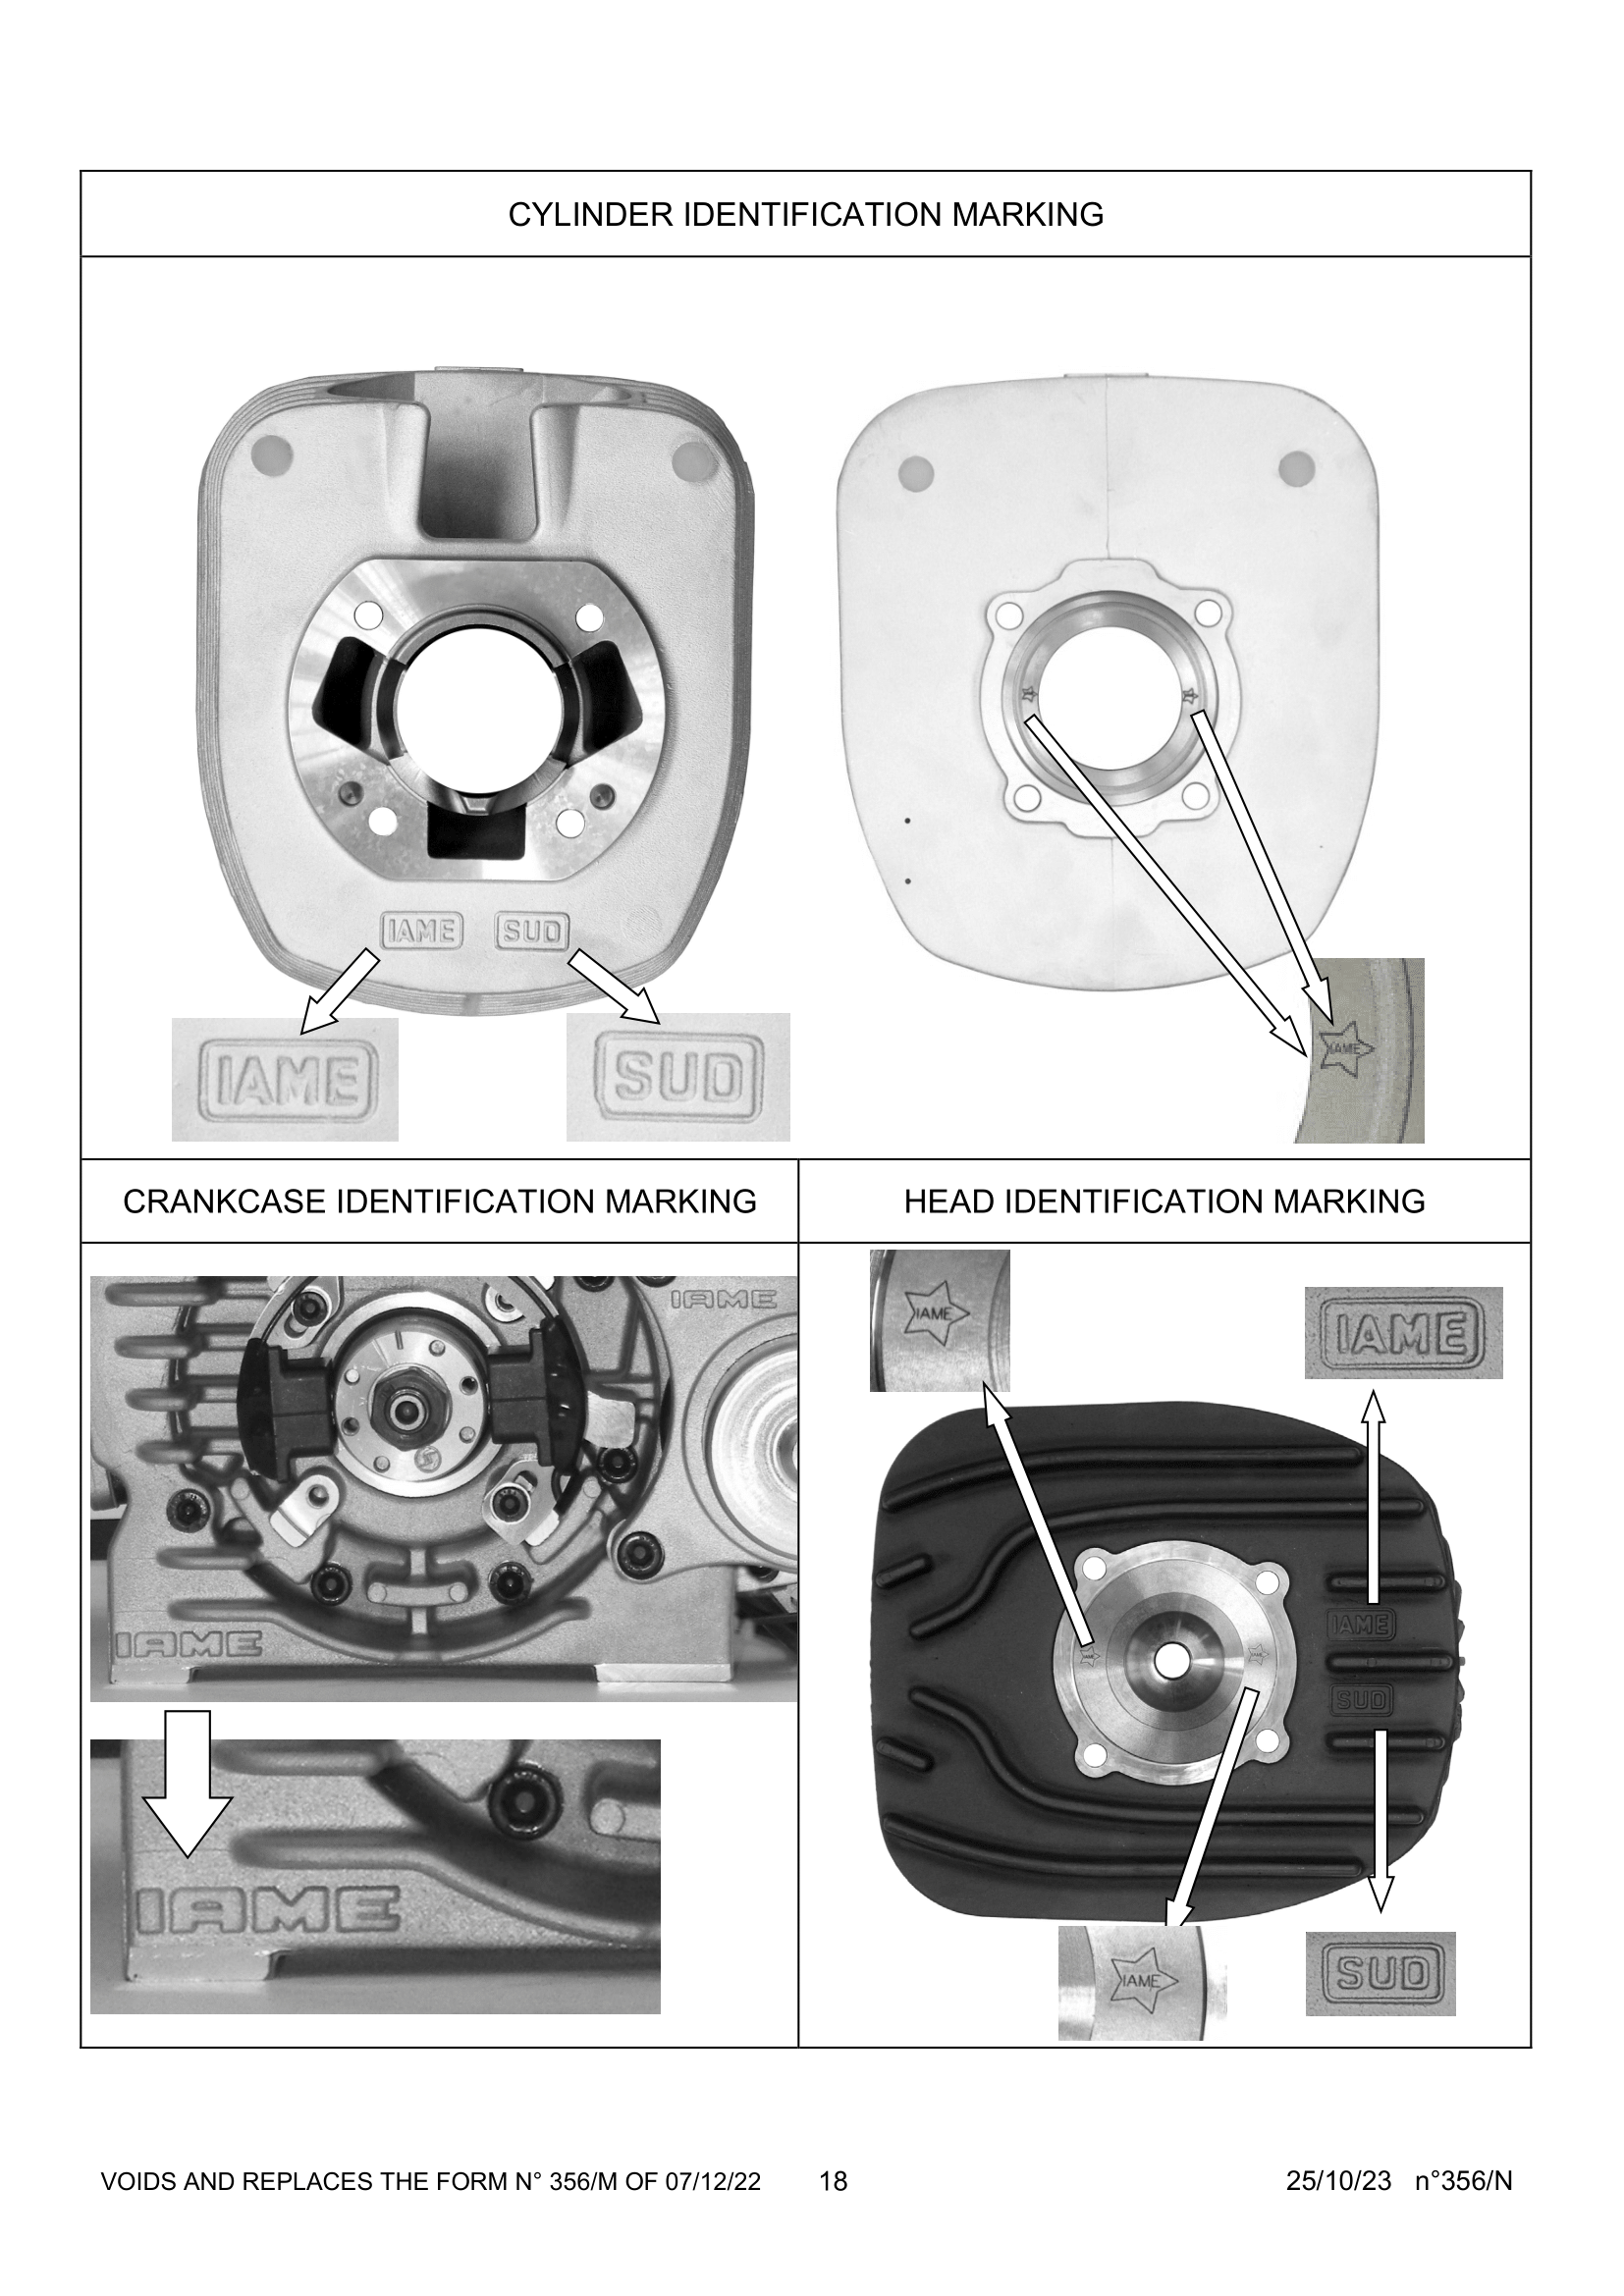 CYLINDER IDENTIFICATION MARKING
IAME SUD
IAME
SUD
IAME
CRANKCASE IDENTIFICATION MARKING
HEAD IDENTIFICATION MARKING
IAME
IAME
IAME
IAME
IAME
IAME
SUD
IAME
IAME
SUD
VOIDS AND REPLACES THE FORM N° 356/M OF 07/12/22
18
25/10/23 n°356/N